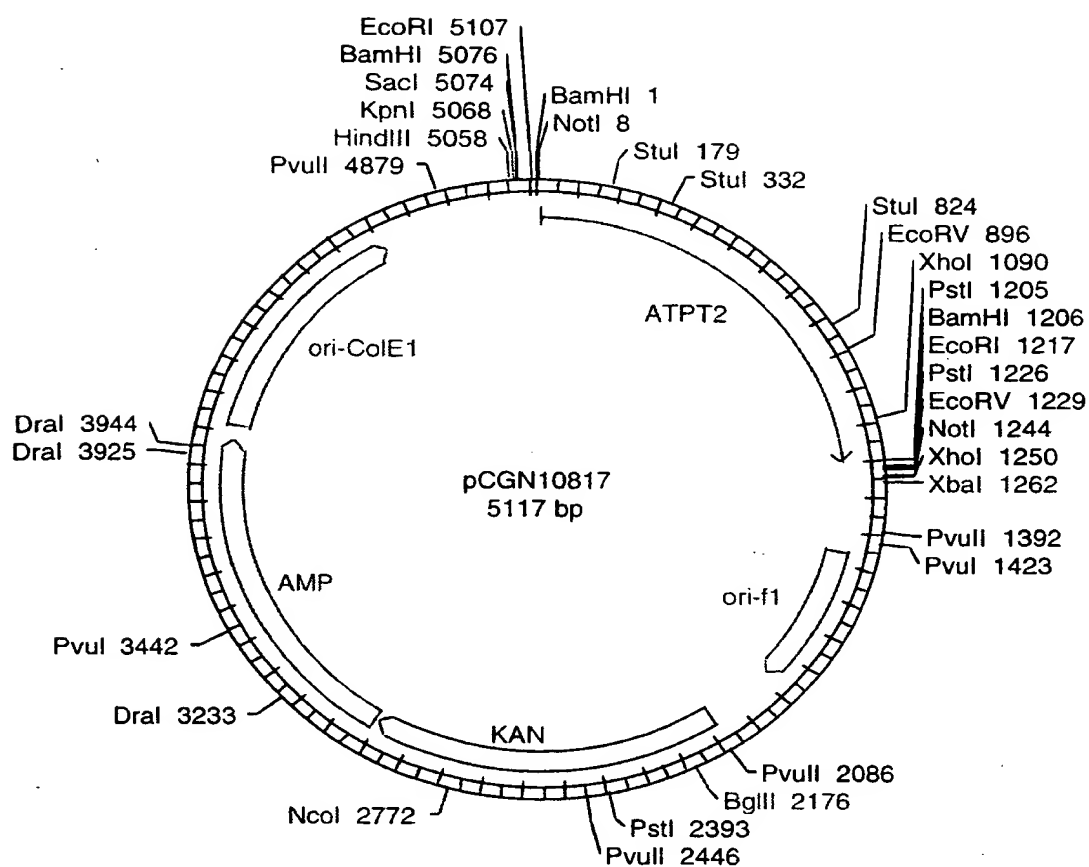 EcoRI 5107
BamHI 5076
SacI 5074
KpnI 5068
HindIII 5058
PvuII 4879
BamHI 1
NotI 8
StuI 179
StuI 332
StuI 824
EcoRV 896
XhoI 1090
PstI 1205
BamHI 1206
EcoRI 1217
PstI 1226
EcoRV 1229
NotI 1244
XhoI 1250
XbaI 1262
PvuII 1392
PvuI 1423
ATPT2
ori-ColE1
DraI 3944
DraI 3925
pCGN10817
5117 bp
AMP
ori-f1
PvuI 3442
DraI 3233
KAN
NcoI 2772
PvuII 2086
BglII 2176
PstI 2393
PvuII 2446